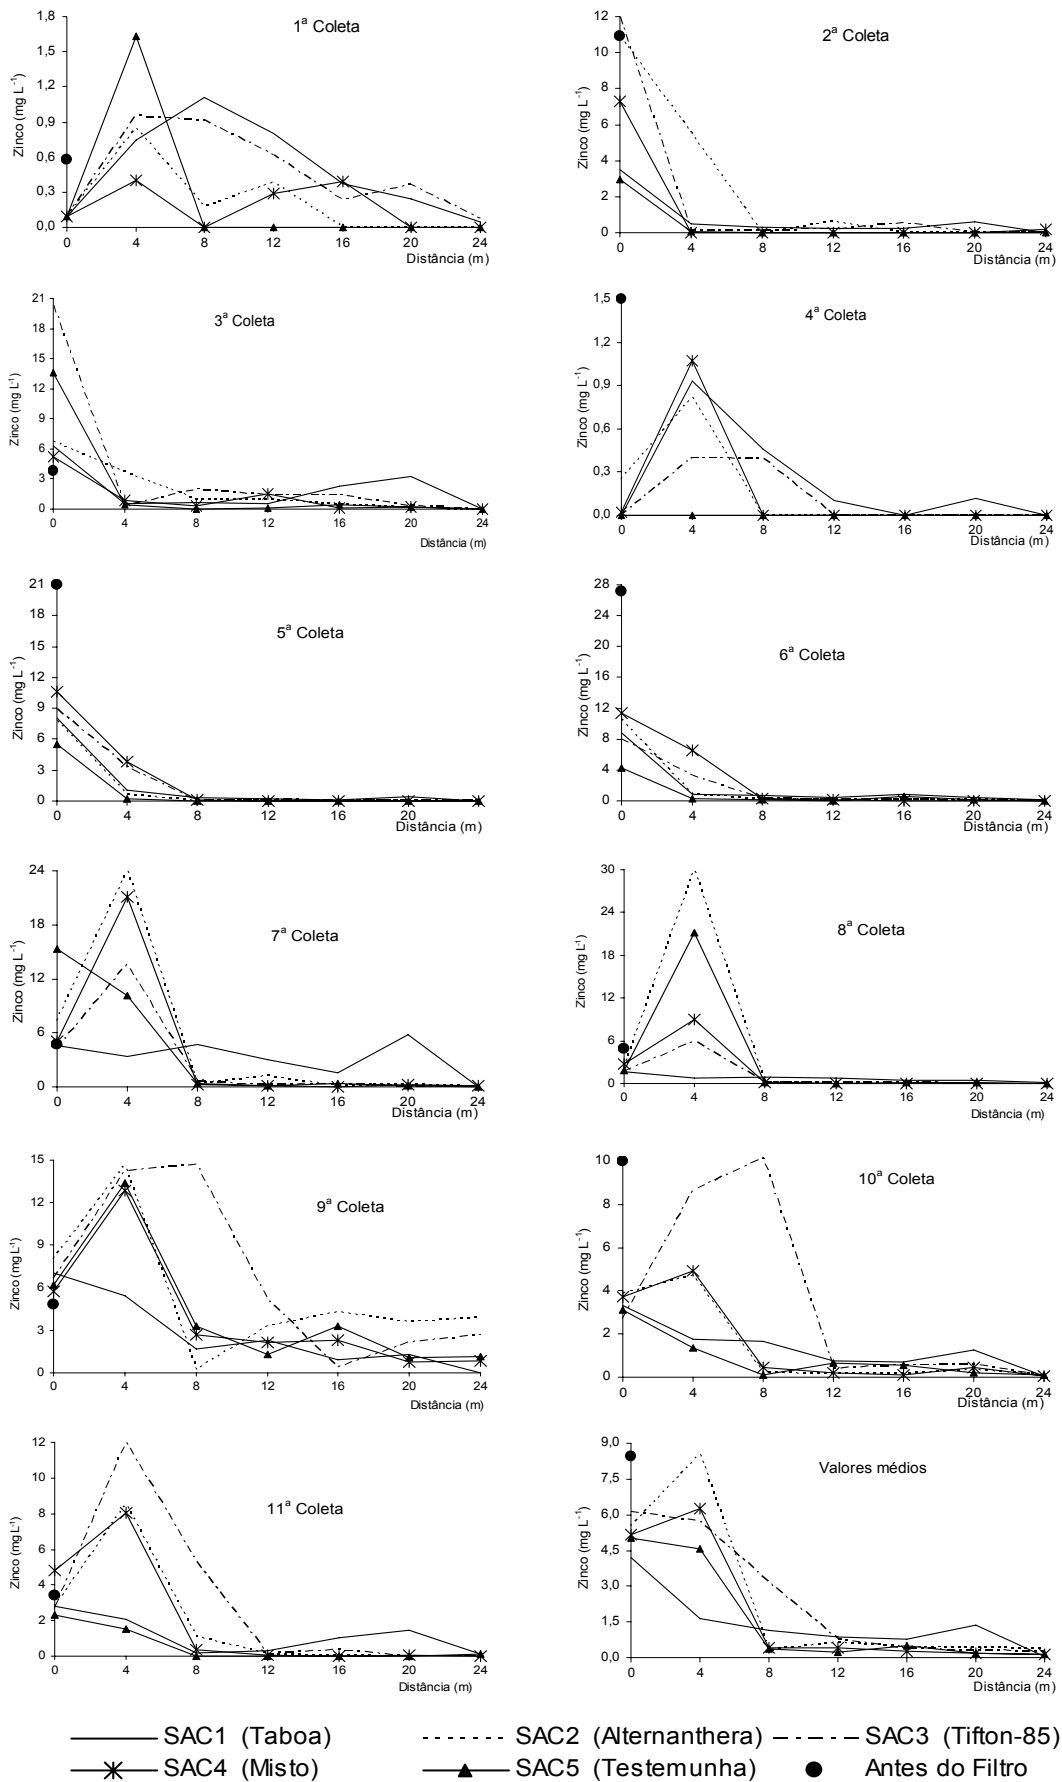 1ª Coleta
Zinco (mg L⁻¹)
1,8
1,5
1,2
0,9
0,6
0,3
0,0
0 4 8 12 16 20 24
Distância (m)
2ª Coleta
Zinco (mg L⁻¹)
12
10
8
6
4
2
0
0 4 8 12 16 20 24
Distância (m)
3ª Coleta
Zinco (mg L⁻¹)
21
18
15
12
9
6
3
0
0 4 8 12 16 20 24
Distância (m)
4ª Coleta
Zinco (mg L⁻¹)
1,5
1,2
0,9
0,6
0,3
0,0
0 4 8 12 16 20 24
Distância (m)
5ª Coleta
Zinco (mg L⁻¹)
21
18
15
12
9
6
3
0
0 4 8 12 16 20 24
Distância (m)
6ª Coleta
Zinco (mg L⁻¹)
28
24
20
16
12
8
4
0
0 4 8 12 16 20 24
Distância (m)
7ª Coleta
Zinco (mg L⁻¹)
24
18
12
6
0
0 4 8 12 16 20 24
Distância (m)
8ª Coleta
Zinco (mg L⁻¹)
30
24
18
12
6
0
0 4 8 12 16 20 24
Distância (m)
9ª Coleta
Zinco (mg L⁻¹)
15
12
9
6
3
0
0 4 8 12 16 20 24
Distância (m)
10ª Coleta
Zinco (mg L⁻¹)
10
8
6
4
2
0
0 4 8 12 16 20 24
Distância (m)
11ª Coleta
Zinco (mg L⁻¹)
12
10
8
6
4
2
0
0 4 8 12 16 20 24
Distância (m)
Valores médios
Zinco (mg L⁻¹)
9,0
7,5
6,0
4,5
3,0
1,5
0,0
0 4 8 12 16 20 24
Distância (m)
SAC1 (Taboa) SAC2 (Alternanthera) SAC3 (Tifton-85)
SAC4 (Misto) SAC5 (Testemunha) Antes do Filtro